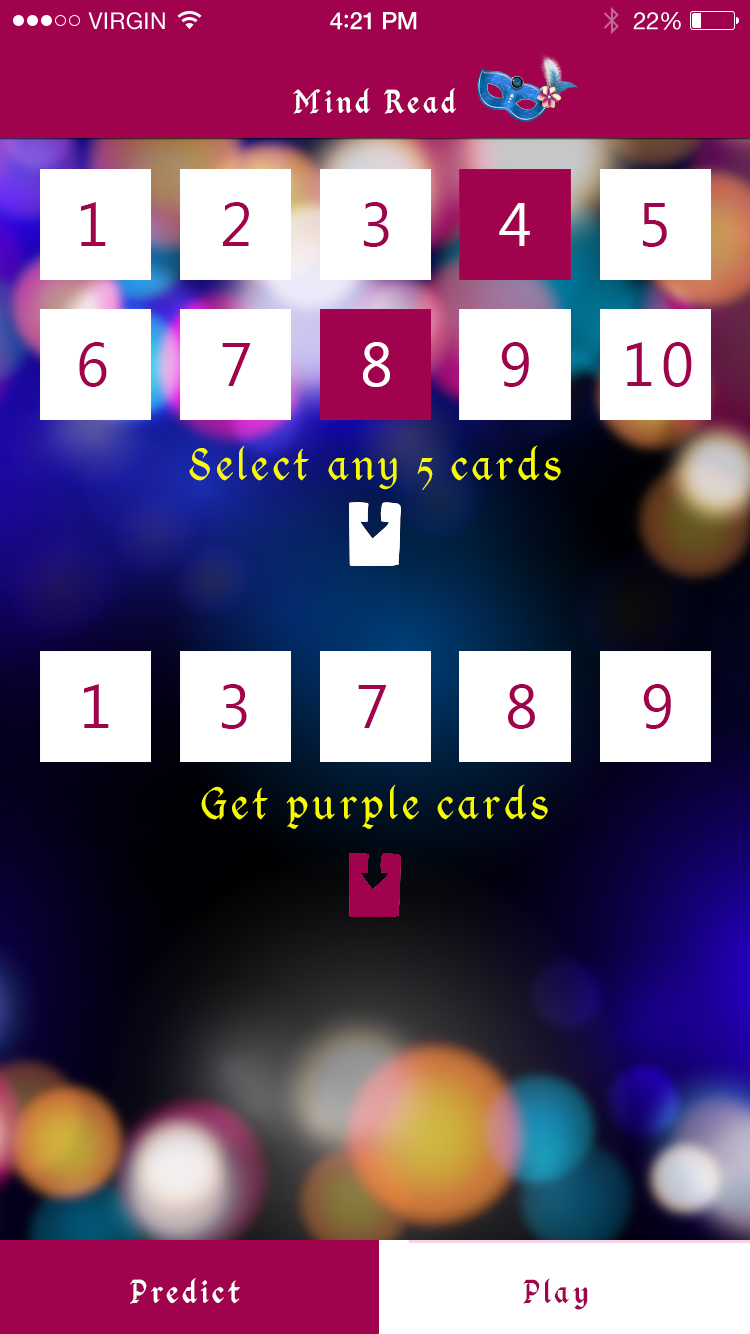 VIRGIN 4:21 PM 22%
Mind Read
1 2 3 4 5
6 7 8 9 10
Select any 5 cards
1 3 7 8 9
Get purple cards
Predict Play